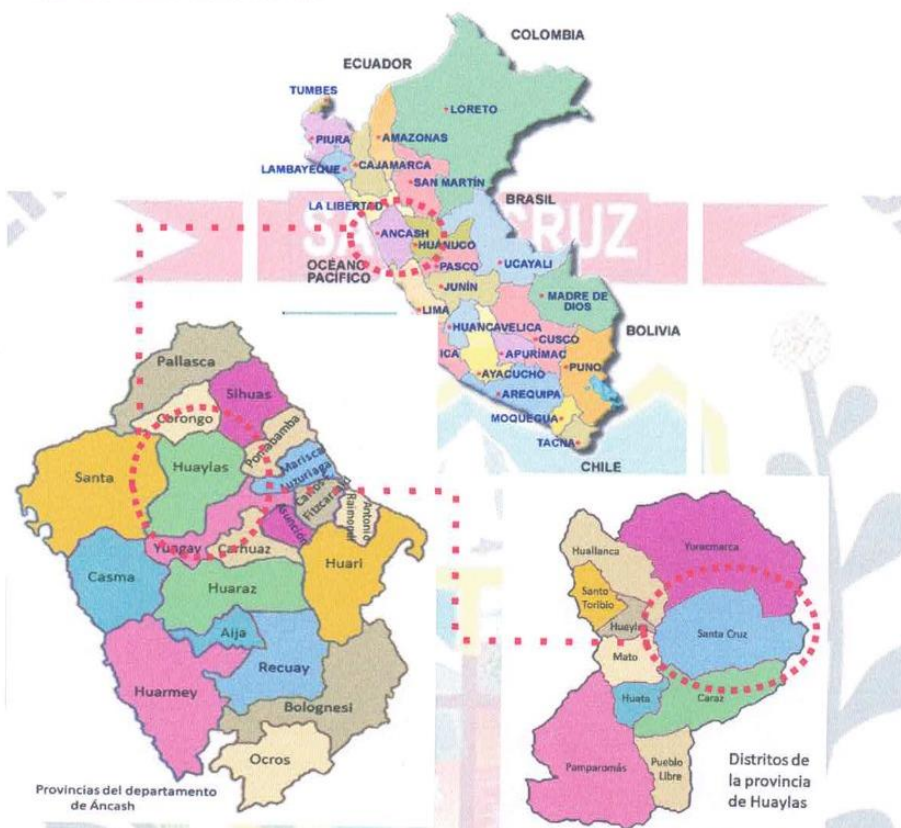 COLOMBIA
ECUADOR
TUMBES
LORETO
PIURA
AMAZONAS
CAJAMARCA
LAMBAYEQUE
SAN MARTÍN
BRASIL
LA LIBERTAD
CRUZ
ANCASH
HUANUCO
OCÉANO
PACÍFICO
PASCO
UCAYALI
JUNÍN
LIMA
MADRE DE
DIOS
HUANCAVELICA
BOLIVIA
CUSCO
ICA
APURÍMAC
PUNO
AYACUCHO
AREQUIPA
MOQUEGUA
TACNA
CHILE
Pallasca
Sihuas
Corongo
Pomabamba
Santa
Huaylas
Mariscal
Luzuriaga
Carlos
Fitzcarrald
Antonio
Raimondi
Asunción
Yungay
Carhuaz
Huari
Casma
Huaraz
Aija
Recuay
Huarmey
Bolognesi
Ocros
Provincias del departamento
de Áncash
Yuracmarca
Huallanca
Santo
Toribio
Huaylas
Santa Cruz
Mato
Huata
Caraz
Pamparomás
Pueblo
Libre
Distritos de
la provincia
de Huaylas